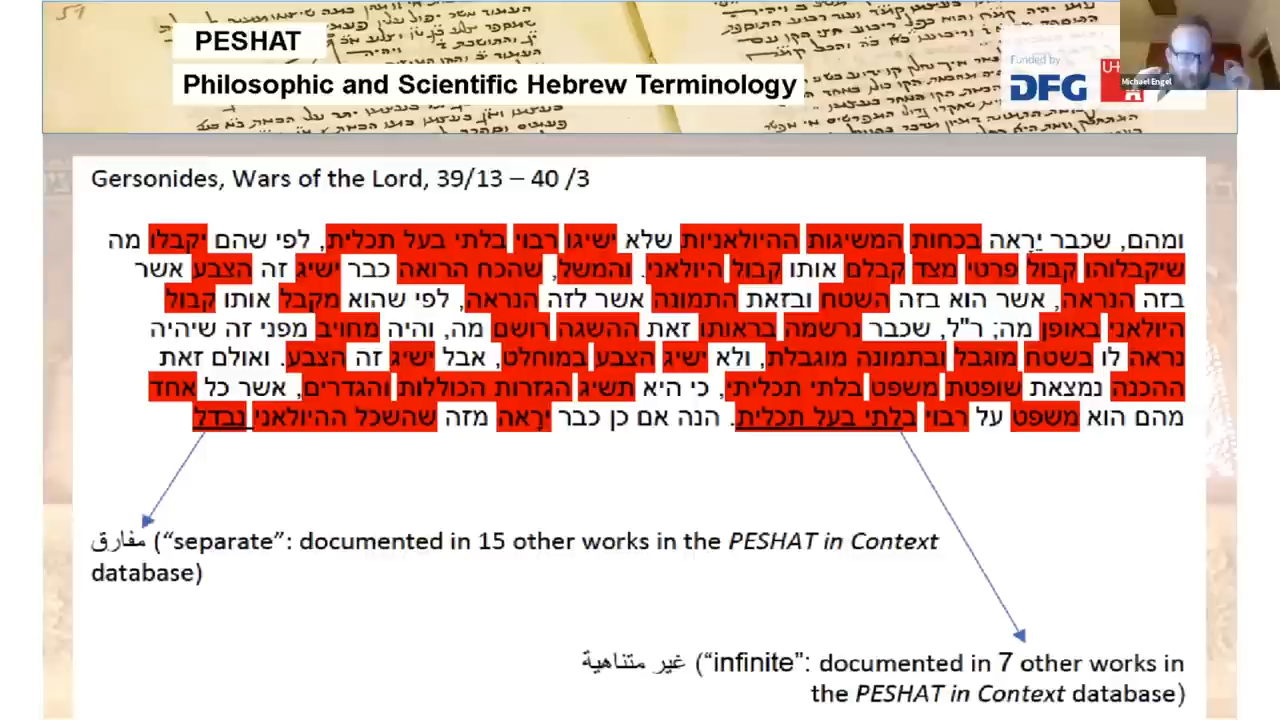 PESHAT
Philosophic and Scientific Hebrew Terminology
Funded by
DFG
Michael Engel
Gersonides, Wars of the Lord, 39/13 – 40 /3
ומהם, שכבר יֵרָאה בכחות המשיגות ההיולאניות שלא ישיגו רבוי בלתי בעל תכלית, לפי שהם יקבלו מה
שיקבלוהו קבול פרטי מצד קבלם אותו קבול היולאני. והמשל, שהכח הרואה כבר ישיג זה הצבע אשר
בזה הנראה, אשר הוא בזה השטח ובזאת התמונה אשר לזה הנראה, לפי שהוא מקבל אותו קבול
היולאני באופן מה; ר"ל, שכבר נרשמה בראותו זאת ההשגה רושם מה, והיה מחויב מפני זה שיהיה
נראה לו בשטח מוגבל ובתמונה מוגבלת, ולא ישיג הצבע במוחלט, אבל ישיג זה הצבע. ואולם זאת
ההכנה נמצאת שופטת משפט בלתי תכליתי, כי היא תשיג הגזרות הכוללות והגדרים, אשר כל אחד
מהם הוא משפט על רבוי בלתי בעל תכלית. הנה אם כן כבר יֵרָאה מזה שהשכל ההיולאני נבדל
مفارق (“separate”: documented in 15 other works in the PESHAT in Context
database)
غير متناهية (“infinite”: documented in 7 other works in
the PESHAT in Context database)